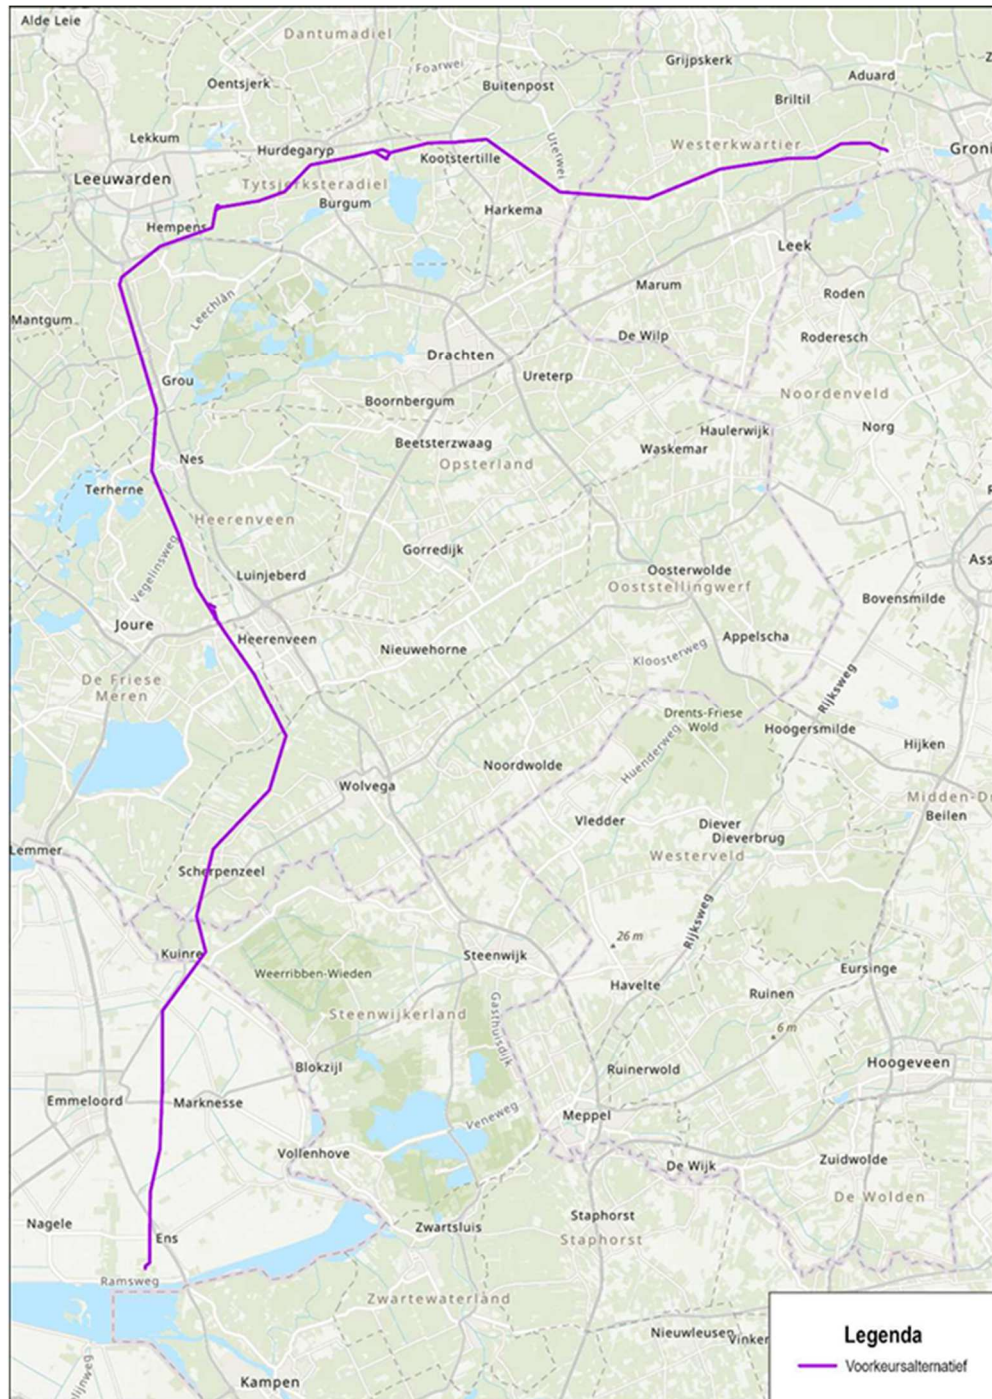 Alde Leie
Dantumadiel
Grijpskerk
Foarwei
Aduard
Oentsjerk
Buitenpost
Briltil
Lekkum
Uterwei
Westerkwartier
Hurdegaryp
Kootstertille
Groni
Leeuwarden
Tytsjerksteradiel
Burgum
Harkema
Hempens
Leek
Marum
Roden
Leechlân
Mantgum
De Wilp
Roderesch
Drachten
Ureterp
Grou
Noordenveld
Boornbergum
Haulerwijk
Norg
Beetsterzwaag
Waskemar
Nes
Opsterland
Terherne
Heerenveen
Vegelinsweg
Gorredijk
Luinjeberd
Oosterwolde
Ass
Ooststellingwerf
Bovensmilde
Joure
Heerenveen
Appelscha
Nieuwehorne
Kloosterweg
De Friese
Meren
Rijksweg
Drents-Friese
Wold
Hoogersmilde
Huenderweg
Hijken
Noordwolde
Wolvega
Midden-Dr
Vledder
Diever
Beilen
Dieverbrug
Lemmer
Westerveld
Scherpenzeel
Rijksweg
26 m
Kuinre
Steenwijk
Weerribben-Wieden
Eursinge
Havelte
Ruinen
Steenwijkerland
Gasthuisdijk
6 m
Blokzijl
Ruinerwold
Hoogeveen
Emmeloord
Marknesse
Veneweg
Meppel
Vollenhove
De Wijk
Zuidwolde
De Wolden
Nagele
Zwartsluis
Staphorst
Ens
Staphorst
Ramsweg
Zwartewaterland
Nieuwleusen
Vinker
Kampen
Legenda
Voorkeursalternatief